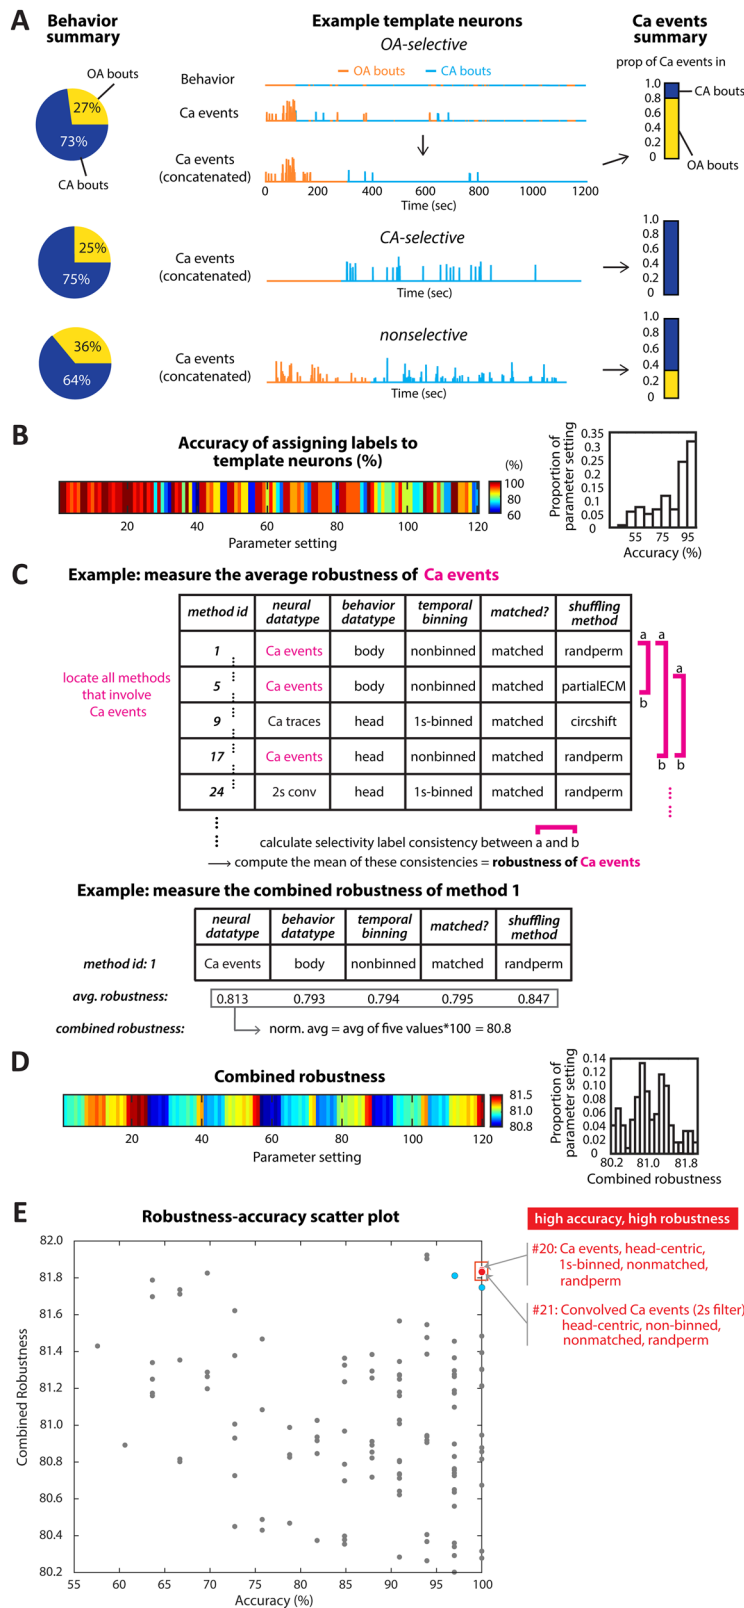 A
Behavior
summary
Example template neurons
Ca events
summary
OA-selective
prop of Ca events in
OA bouts
27%
73%
CA bouts
Behavior
OA bouts
CA bouts
Ca events
Ca events
(concatenated)
0
200
400
600
800
1000
1200
Time (sec)
1.0
0.8
0.6
0.4
0.2
0
CA bouts
OA bouts
25%
75%
CA-selective
Ca events
(concatenated)
Time (sec)
1.0
0.8
0.6
0.4
0.2
0
36%
64%
nonselective
Ca events
(concatenated)
Time (sec)
1.0
0.8
0.6
0.4
0.2
0
B
Accuracy of assigning labels to
template neurons (%)
(%)
100
80
60
20
40
60
80
100
120
Parameter setting
Proportion of
parameter setting
0.35
0.3
0.25
0.2
0.15
0.1
0.05
0
55
75
95
Accuracy (%)
C
Example: measure the average robustness of Ca events
method id
neural
datatype
behavior
datatype
temporal
binning
matched?
shuffling
method
1
Ca events
body
nonbinned
matched
randperm
5
Ca events
body
nonbinned
matched
partialECM
9
Ca traces
head
1s-binned
matched
circshift
17
Ca events
head
nonbinned
matched
randperm
24
2s conv
head
1s-binned
matched
randperm
locate all methods
that involve
Ca events
a
a
a
b
b
b
calculate selectivity label consistency between a and b
compute the mean of these consistencies = robustness of Ca events
Example: measure the combined robustness of method 1
neural
datatype
behavior
datatype
temporal
binning
matched?
shuffling
method
method id: 1
Ca events
body
nonbinned
matched
randperm
avg. robustness:
0.813
0.793
0.794
0.795
0.847
combined robustness:
norm. avg = avg of five values*100 = 80.8
D
Combined robustness
81.5
81.0
80.8
20
40
60
80
100
120
Parameter setting
Proportion of
parameter setting
0.14
0.12
0.10
0.08
0.06
0.04
0.02
0
80.2
81.0
81.8
Combined robustness
E
Robustness-accuracy scatter plot
high accuracy, high robustness
#20: Ca events, head-centric,
1s-binned, nonmatched,
randperm
#21: Convolved Ca events (2s filter)
head-centric, non-binned,
nonmatched, randperm
Combined Robustness
82.0
81.8
81.6
81.4
81.2
81.0
80.8
80.6
80.4
80.2
55
60
65
70
75
80
85
90
95
100
Accuracy (%)